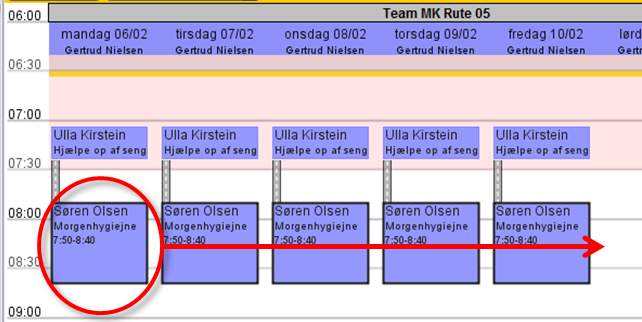 06:00
Team MK Rute 05
mandag 06/02 tirsdag 07/02 onsdag 08/02 torsdag 09/02 fredag 10/02
Gertrud Nielsen Gertrud Nielsen Gertrud Nielsen Gertrud Nielsen Gertrud Nielsen
06:30
07:00
Ulla Kirstein Ulla Kirstein Ulla Kirstein Ulla Kirstein Ulla Kirstein
Hjælpe op af seng Hjælpe op af seng Hjælpe op af seng Hjælpe op af seng Hjælpe op af seng
07:30
08:00
Søren Olsen Søren Olsen Søren Olsen Søren Olsen Søren Olsen
Morgenhygiejne Morgenhygiejne Morgenhygiejne Morgenhygiejne Morgenhygiejne
7:50-8:40 7:50-8:40 7:50-8:40 7:50-8:40 7:50-8:40
08:30
09:00